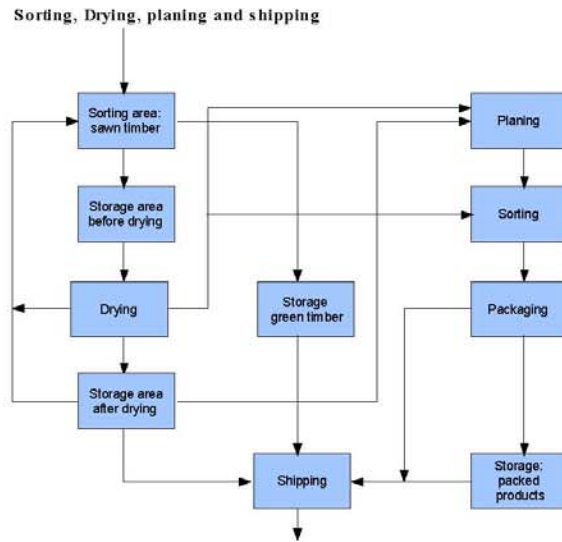 Sorting, Drying, planing and shipping
Sorting area:
sawn timber
Planing
Storage area
before drying
Sorting
Drying
Storage
green timber
Packaging
Storage area
after drying
Shipping
Storage:
packed
products